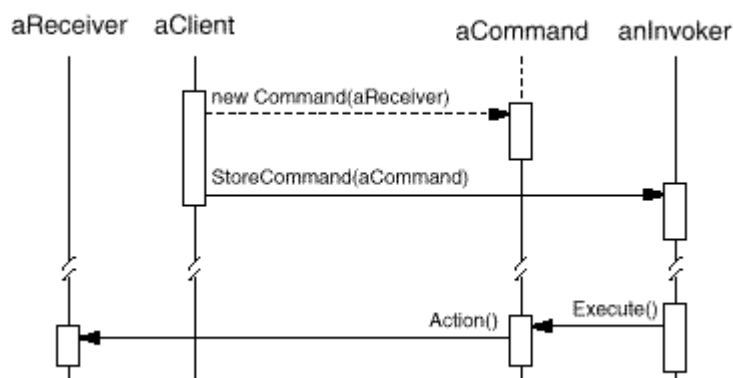 aReceiver aClient aCommand anInvoker
new Command(aReceiver)
StoreCommand(aCommand)
Execute()
Action()